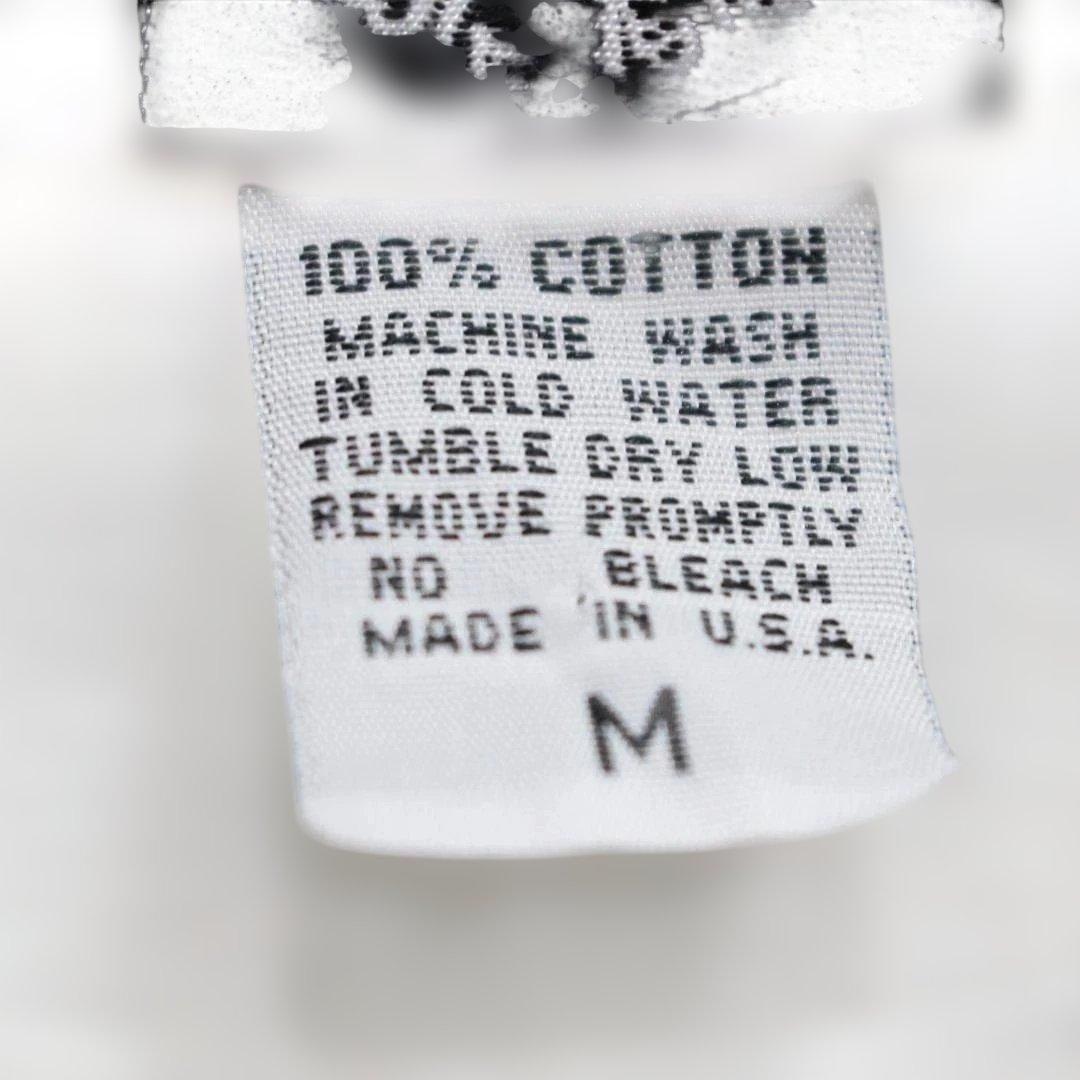 100% COTTON
MACHINE WASH
IN COLD WATER
TUMBLE DRY LOW
REMOVE PROMPTLY
NO BLEACH
MADE IN U.S.A.
M